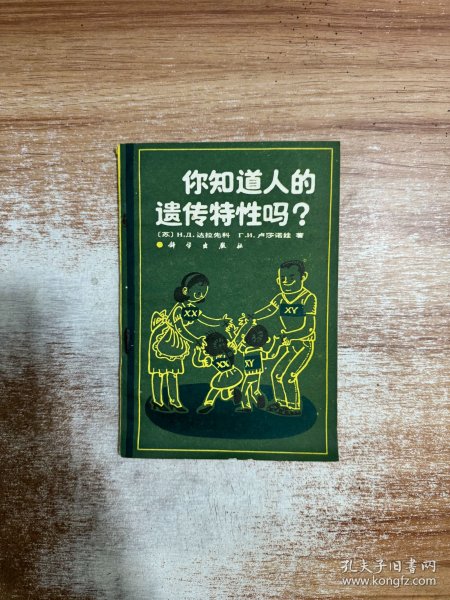 你知道人的
遗传特性吗?
〔苏〕Н.Д.达拉先科 Г.И.卢莎诺娃 著
科学出版社
XX
XY
XX
XY
孔夫子旧书网
www.kongfz.com